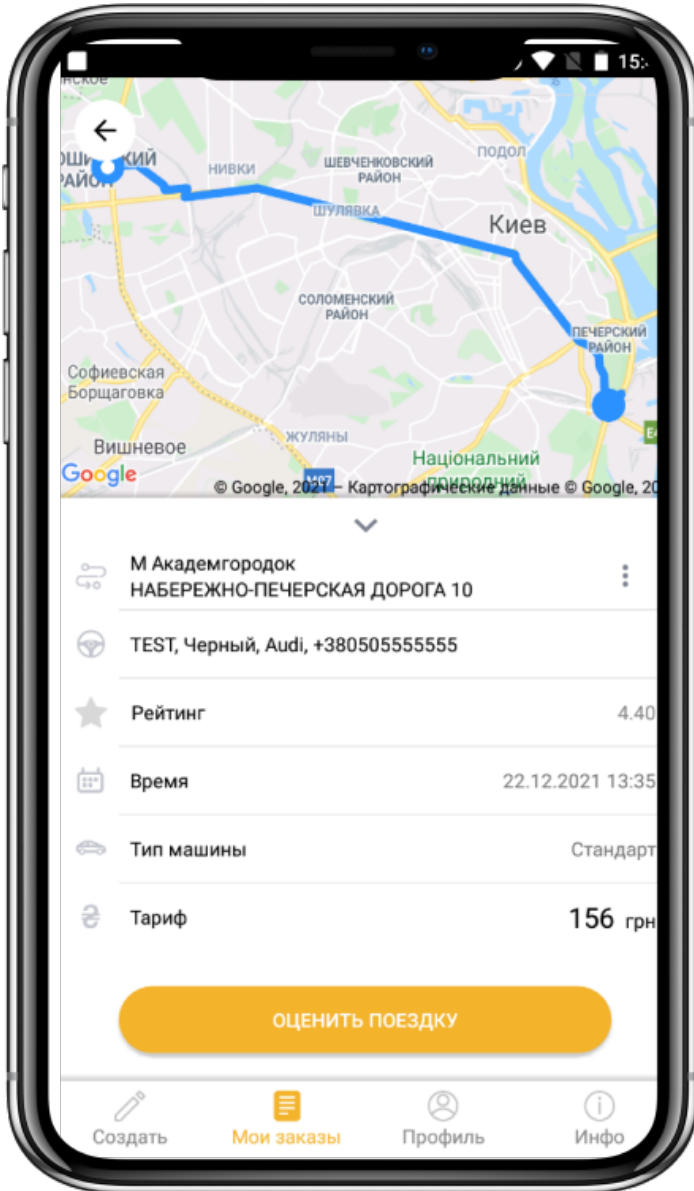 15:
НИВКИ
ШЕВЧЕНКОВСКИЙ
РАЙОН
ПОДОЛ
РАЙОН
ШУЛЯВКА
Киев
СОЛОМЕНСКИЙ
РАЙОН
ПЕЧЕРСКИЙ
РАЙОН
Софиевская
Борщаговка
ЖУЛЯНЫ
Вишневое
Національний
природний
Google
M07
© Google, 2021 – Картографические данные © Google, 20
М Академгородок
НАБЕРЕЖНО-ПЕЧЕРСКАЯ ДОРОГА 10
TEST, Черный, Audi, +380505555555
Рейтинг 4.40
Время 22.12.2021 13:35
Тип машины Стандарт
Тариф 156 грн
ОЦЕНИТЬ ПОЕЗДКУ
Создать Мои заказы Профиль Инфо